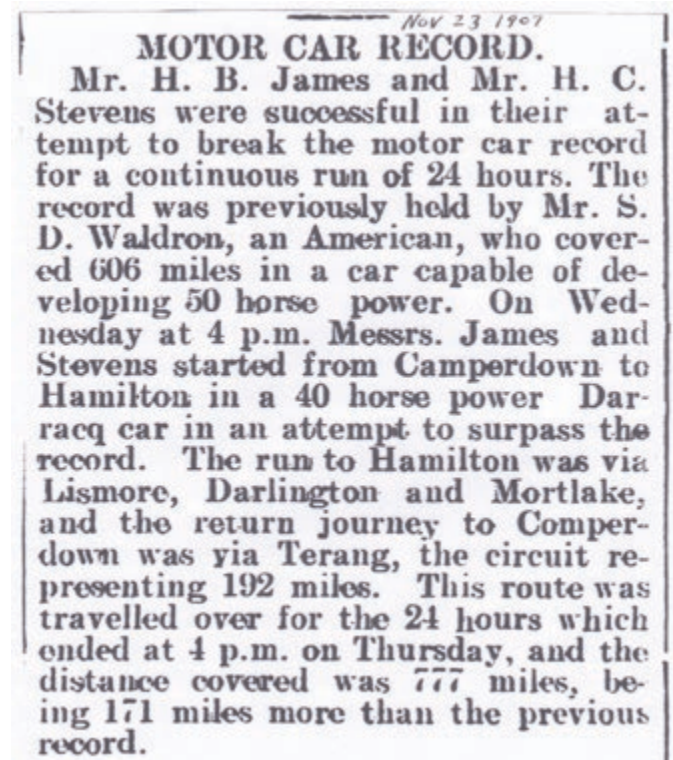 Nov 23 1907
MOTOR CAR RECORD.
Mr. H. B. James and Mr. H. C.
Stevens were successful in their at-
tempt to break the motor car record
for a continuous run of 24 hours. The
record was previously held by Mr. S.
D. Waldron, an American, who cover-
ed 606 miles in a car capable of de-
veloping 50 horse power. On Wed-
nesday at 4 p.m. Messrs. James and
Stevens started from Camperdown to
Hamilton in a 40 horse power Dar-
racq car in an attempt to surpass the
record. The run to Hamilton was via
Lismore, Darlington and Mortlake,
and the return journey to Comper-
down was via Terang, the circuit re-
presenting 192 miles. This route was
travelled over for the 24 hours which
ended at 4 p.m. on Thursday, and the
distance covered was 777 miles, be-
ing 171 miles more than the previous
record.